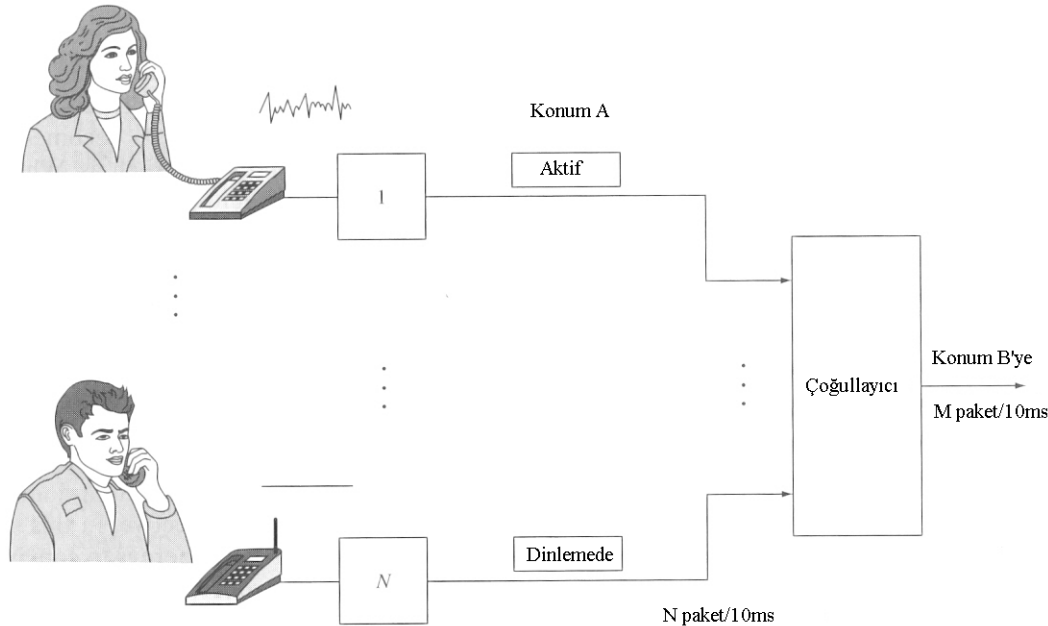 Konum A
Aktif
1
Konum B'ye
Çoğullayıcı
M paket/10ms
Dinlemede
N
N paket/10ms